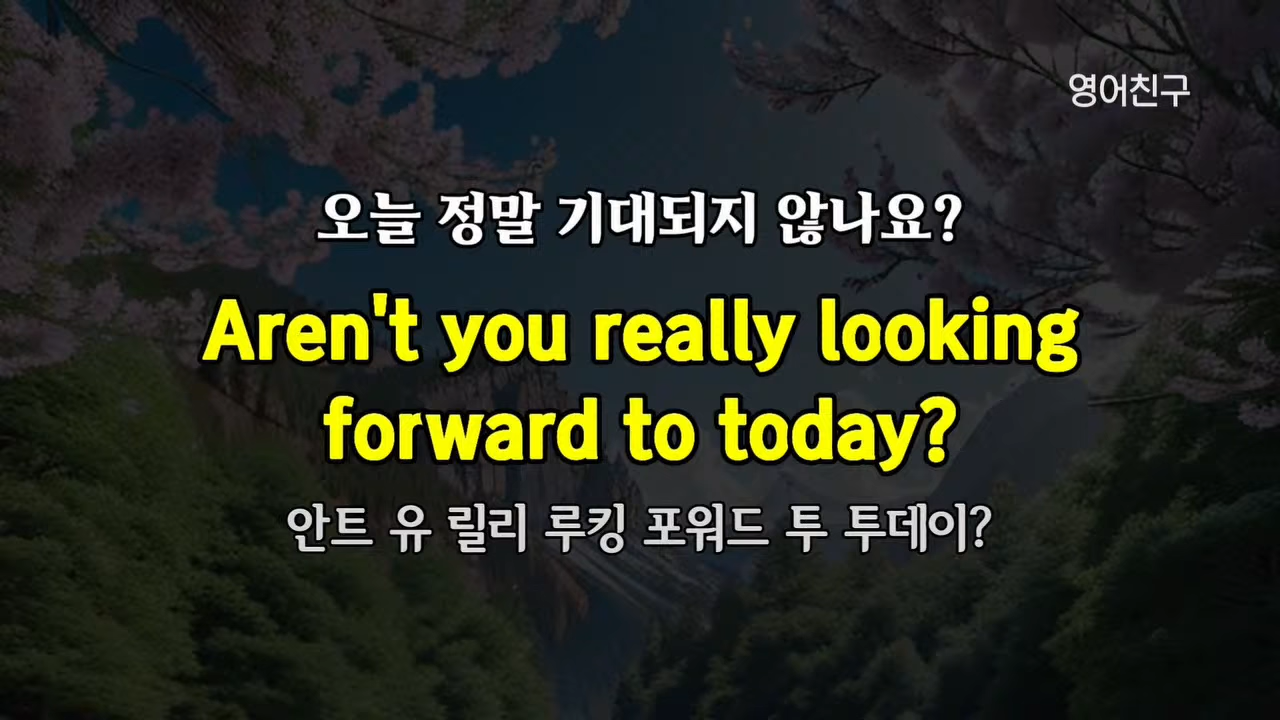 영어친구
오늘 정말 기대되지 않나요?
Aren't you really looking
forward to today?
안트 유 릴리 루킹 포워드 투 투데이?